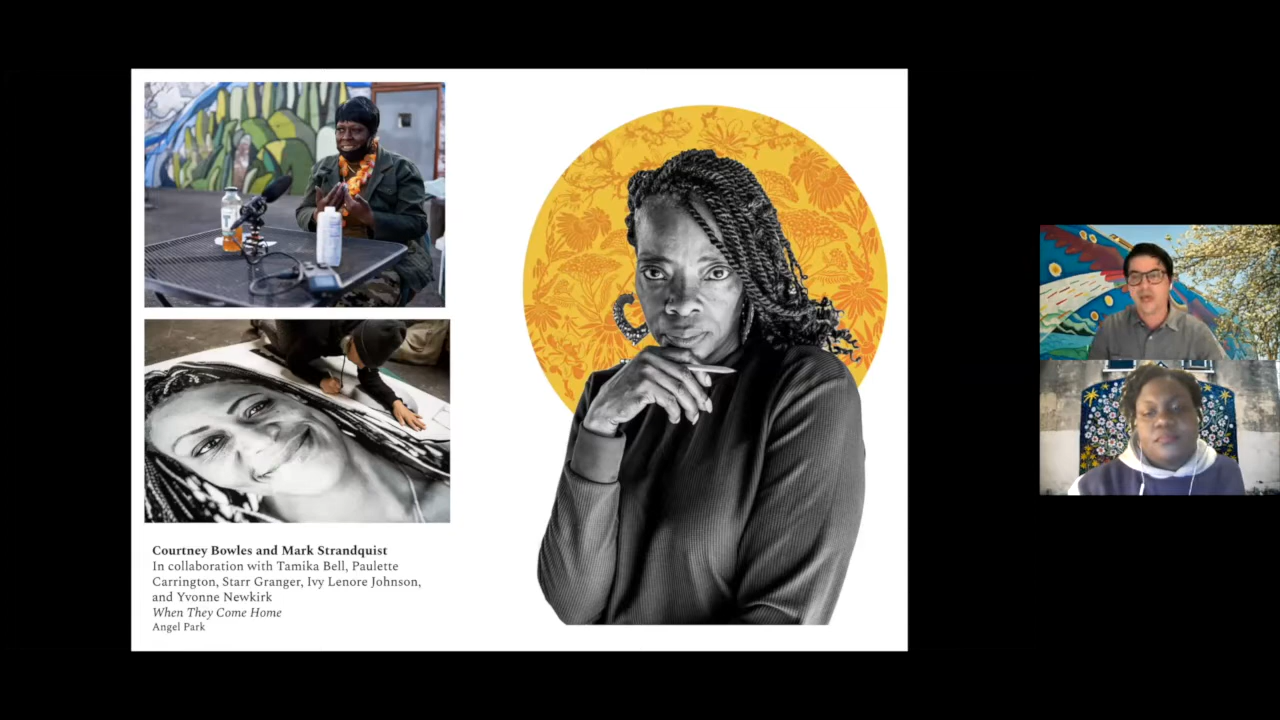 Courtney Bowles and Mark Strandquist
In collaboration with Tamika Bell, Paulette
Carrington, Starr Granger, Ivy Lenore Johnson,
and Yvonne Newkirk
When They Come Home
Angel Park